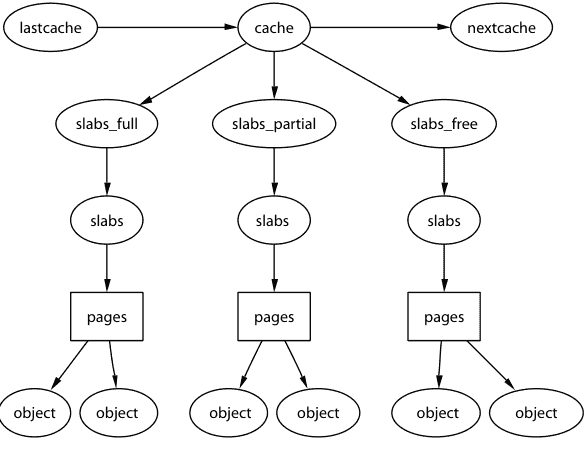 lastcache
cache
nextcache
slabs_full
slabs_partial
slabs_free
slabs
slabs
slabs
pages
pages
pages
object
object
object
object
object
object